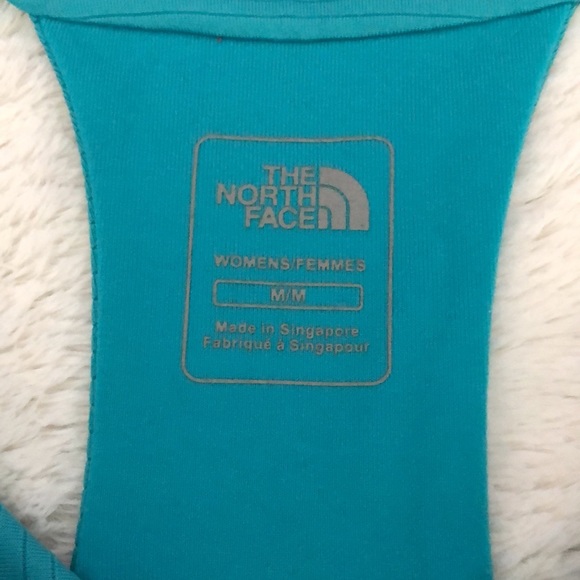 THE
NORTH
FACE
WOMENS/FEMMES
M/M
Made in Singapore
Fabriqué à Singapour